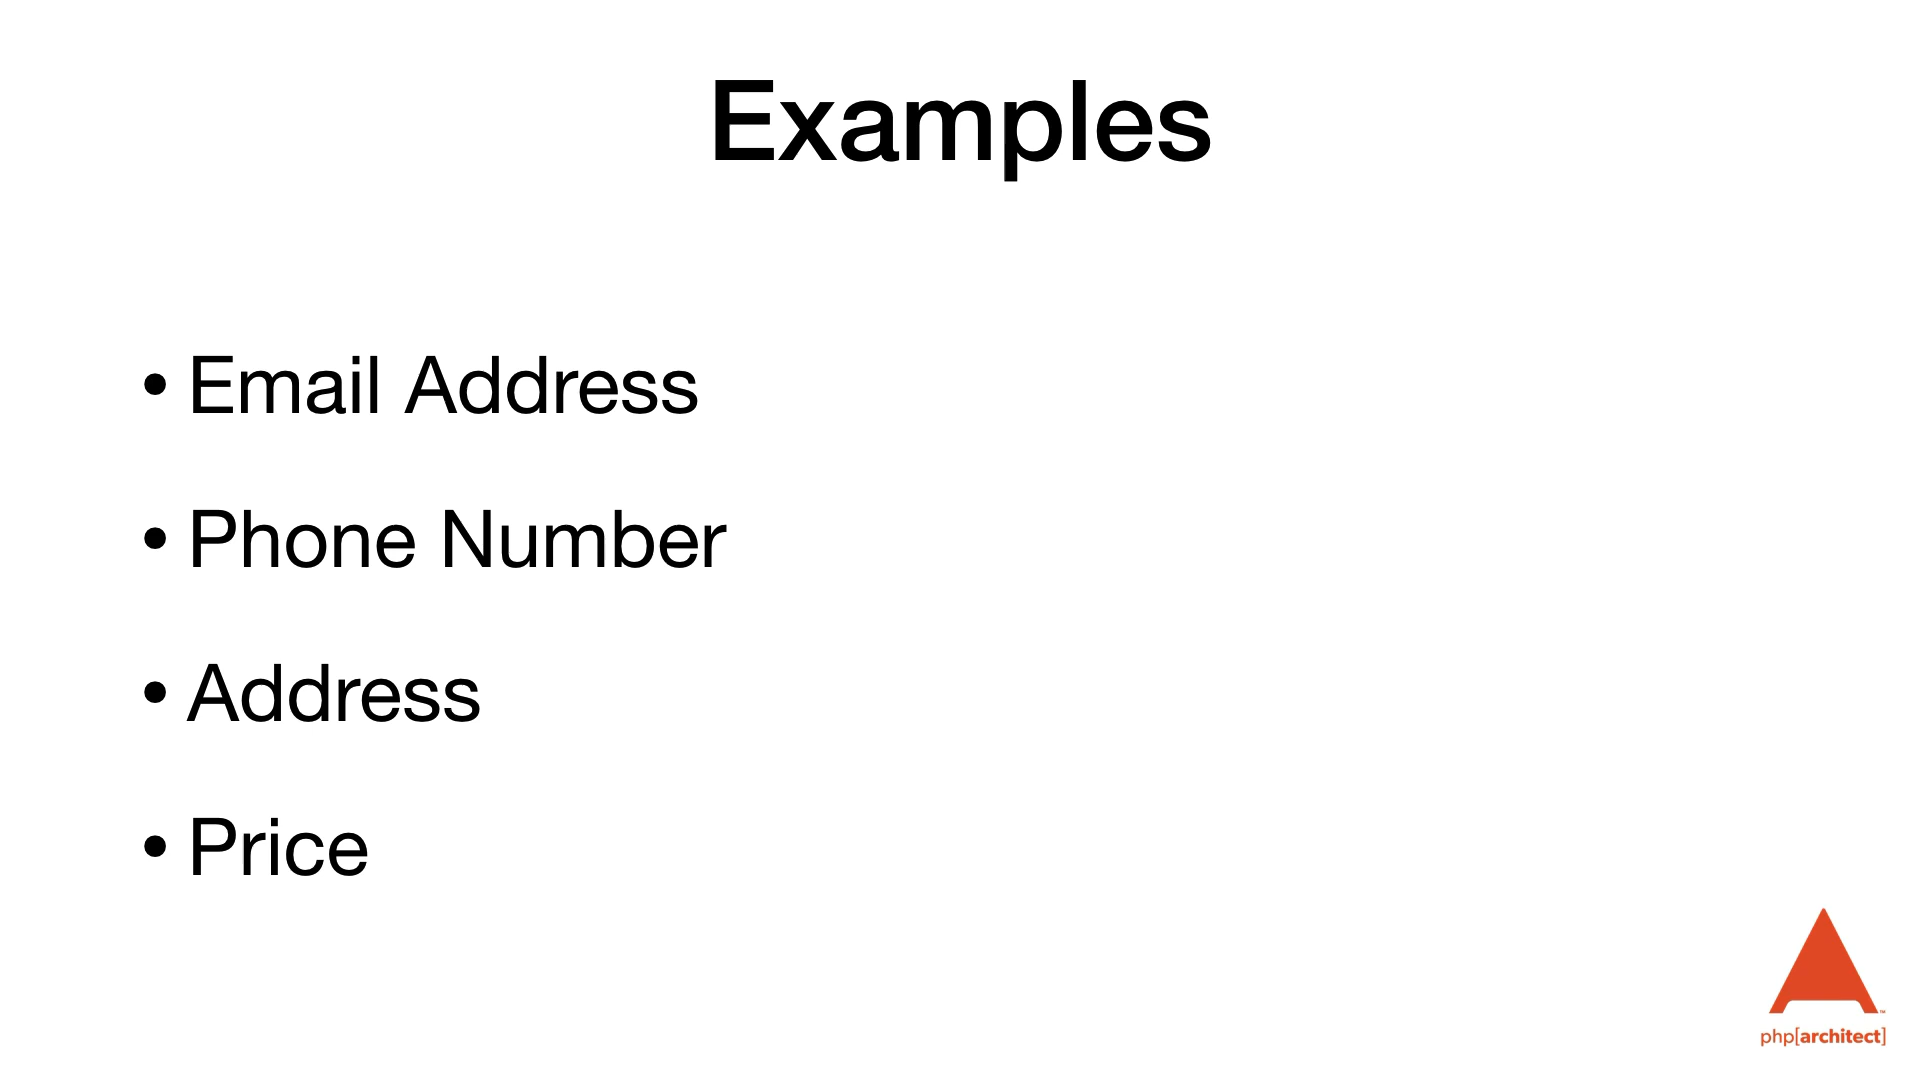 Examples
• Email Address
• Phone Number
• Address
• Price
php[architect]